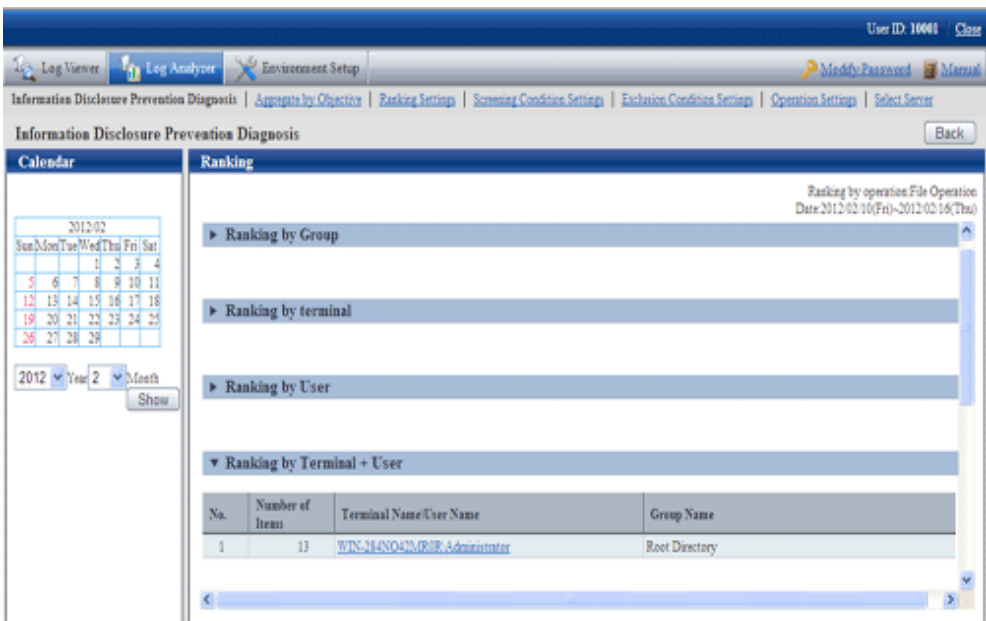 User ID: 10001 Close
Log Viewer Log Analyzer Environment Setup Modify Password Manual
Information Disclosure Prevention Diagnosis | Aggregate by Objective | Ranking Settings | Screening Condition Settings | Exclusion Condition Settings | Operation Settings | Select Server
Information Disclosure Prevention Diagnosis Back
Calendar Ranking
Ranking by operation:File Operation
Date:2012/02/10(Fri)~2012/02/16(Thu)
2012/02
Sun Mon Tue Wed Thu Fri Sat
1 2 3 4
5 6 7 8 9 10 11
12 13 14 15 16 17 18
19 20 21 22 23 24 25
26 27 28 29
2012 Year 2 Month
Show
Ranking by Group
Ranking by terminal
Ranking by User
Ranking by Terminal + User
No. Number of Items Terminal Name/User Name Group Name
1 13 Administrator Root Directory